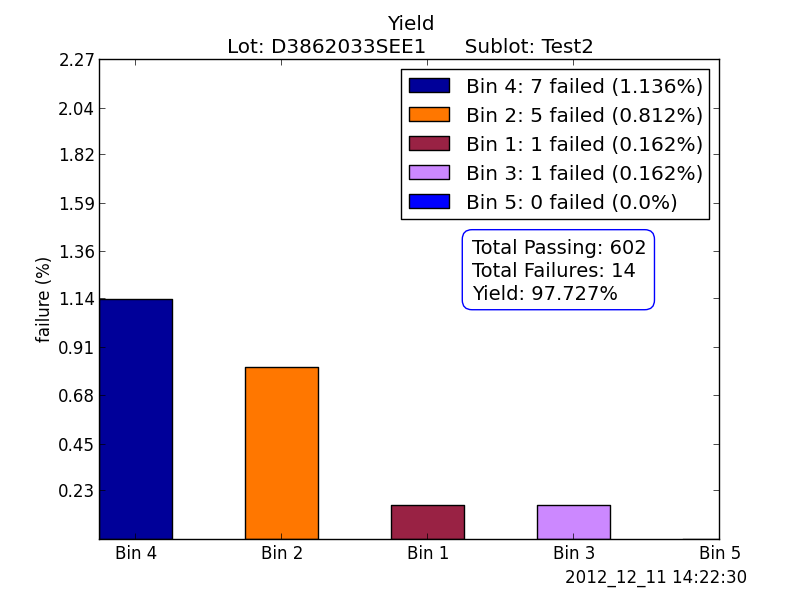 Yield
Lot: D3862033SEE1 Sublot: Test2
2.27
2.04
1.82
1.59
1.36
1.14
0.91
0.68
0.45
0.23
failure (%)
Bin 4: 7 failed (1.136%)
Bin 2: 5 failed (0.812%)
Bin 1: 1 failed (0.162%)
Bin 3: 1 failed (0.162%)
Bin 5: 0 failed (0.0%)
Total Passing: 602
Total Failures: 14
Yield: 97.727%
Bin 4 Bin 2 Bin 1 Bin 3 Bin 5
2012_12_11 14:22:30